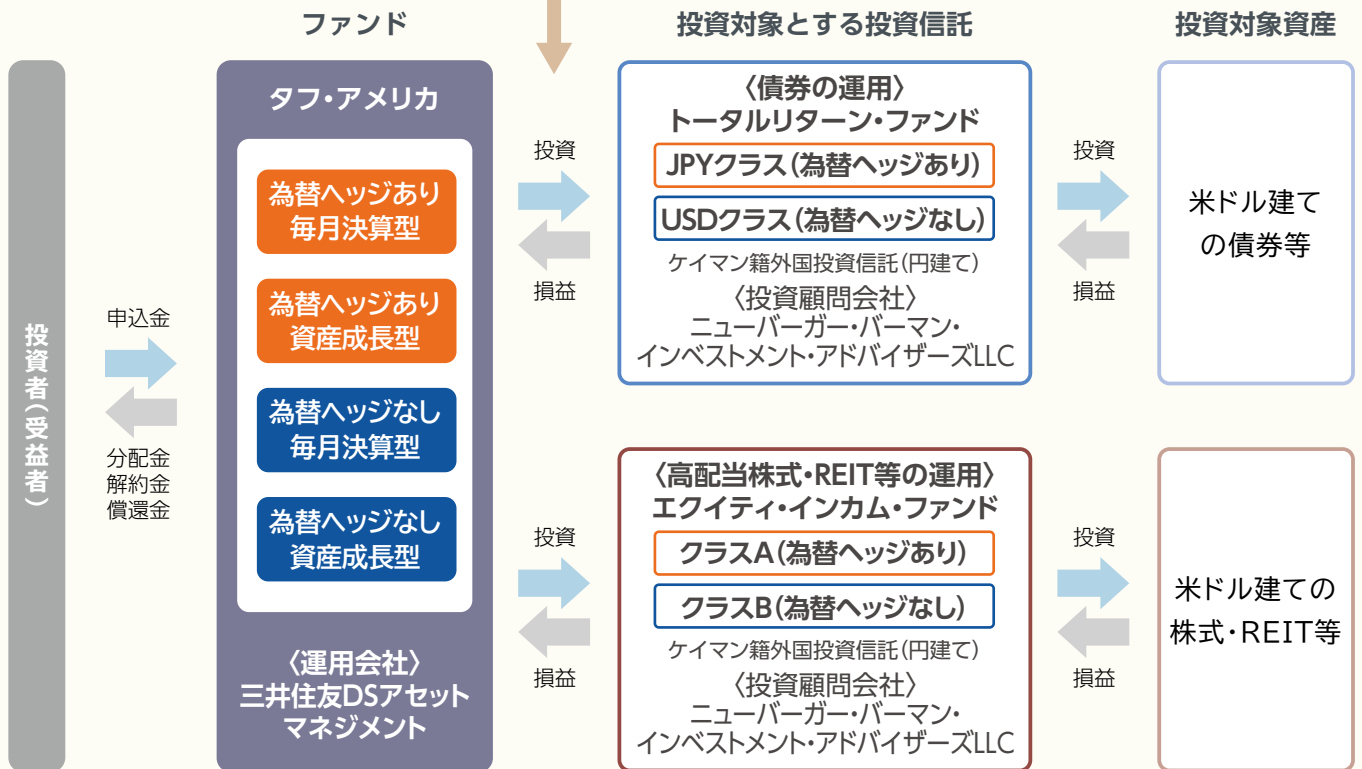 ファンド
投資対象とする投資信託
投資対象資産
投資者(受益者)
申込金
分配金
解約金
償還金
タフ・アメリカ
為替ヘッジあり
毎月決算型
為替ヘッジあり
資産成長型
為替ヘッジなし
毎月決算型
為替ヘッジなし
資産成長型
〈運用会社〉
三井住友DSアセット
マネジメント
投資
損益
〈債券の運用〉
トータルリターン・ファンド
JPYクラス(為替ヘッジあり)
USDクラス(為替ヘッジなし)
ケイマン籍外国投資信託(円建て)
〈投資顧問会社〉
ニューバーガー・バーマン・
インベストメント・アドバイザーズLLC
投資
損益
米ドル建て
の債券等
投資
損益
〈高配当株式・REIT等の運用〉
エクイティ・インカム・ファンド
クラスA(為替ヘッジあり)
クラスB(為替ヘッジなし)
ケイマン籍外国投資信託(円建て)
〈投資顧問会社〉
ニューバーガー・バーマン・
インベストメント・アドバイザーズLLC
投資
損益
米ドル建ての
株式・REIT等